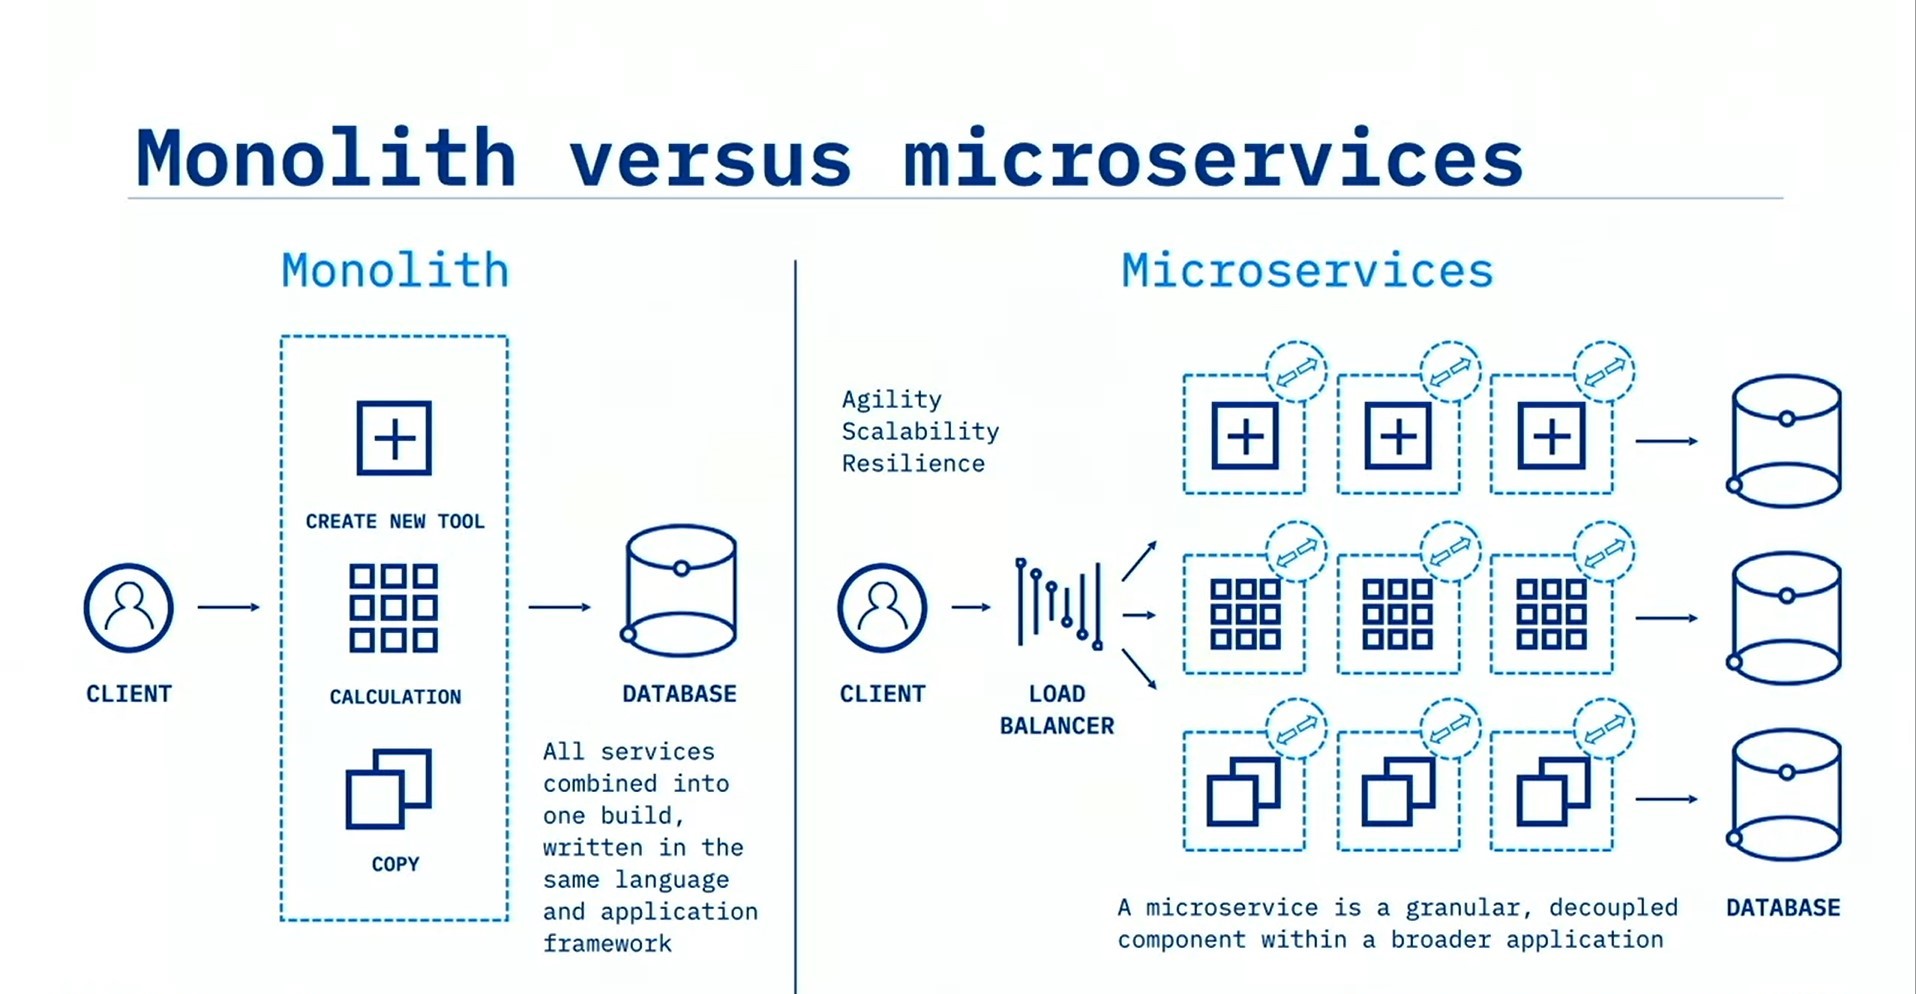 Monolith versus microservices
Monolith
CREATE NEW TOOL
CLIENT
CALCULATION
DATABASE
COPY
All services
combined into
one build,
written in the
same language
and application
framework
Microservices
Agility
Scalability
Resilience
CLIENT
LOAD
BALANCER
A microservice is a granular, decoupled
component within a broader application
DATABASE